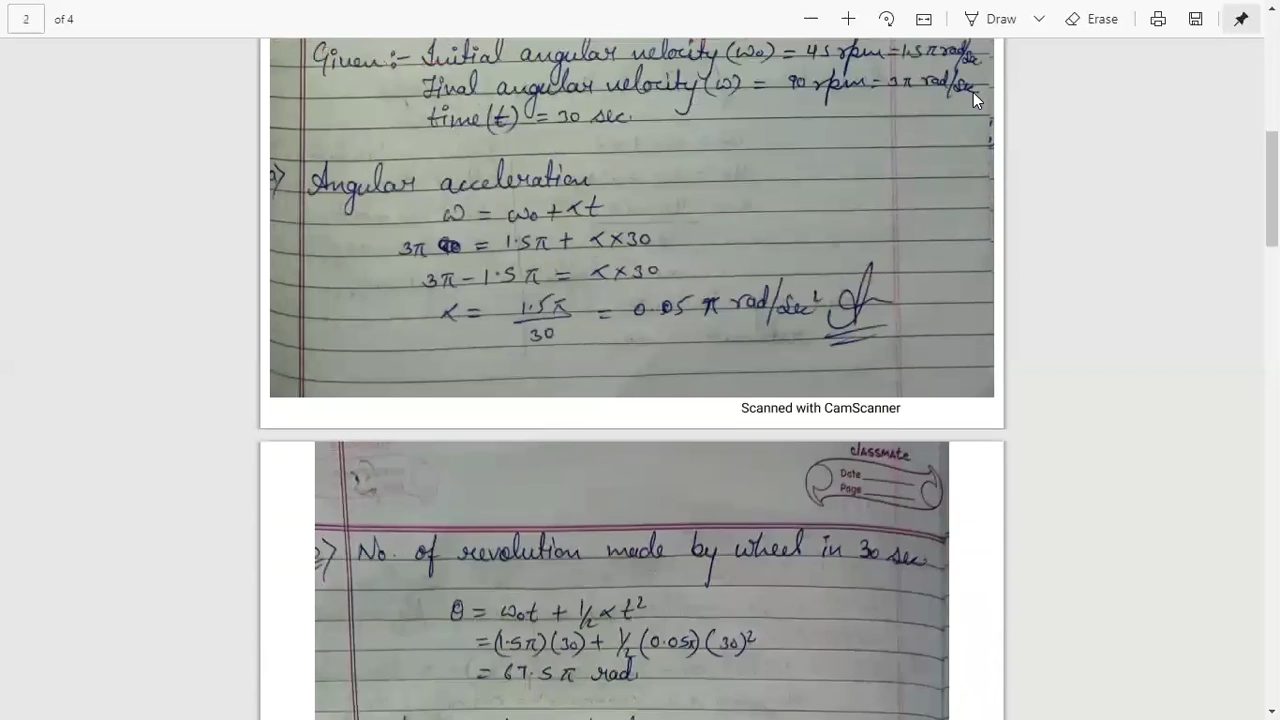 2 of 4 Draw Erase
Given:- Initial angular velocity (ω₀) = 45 rpm = 1.5π rad/sec
Final angular velocity (ω) = 90 rpm = 3π rad/sec
time (t) = 30 sec.
Angular acceleration
ω = ω₀ + αt
3π = 1.5π + α×30
3π - 1.5π = α×30
α = 1.5π/30 = 0.05 π rad/sec²
Scanned with CamScanner
CLASSMATE
Date
Page
No. of revolution made by wheel in 30 sec
θ = ω₀t + 1/2 αt²
= (1.5π)(30) + 1/2 (0.05π)(30)²
= 67.5 π rad.